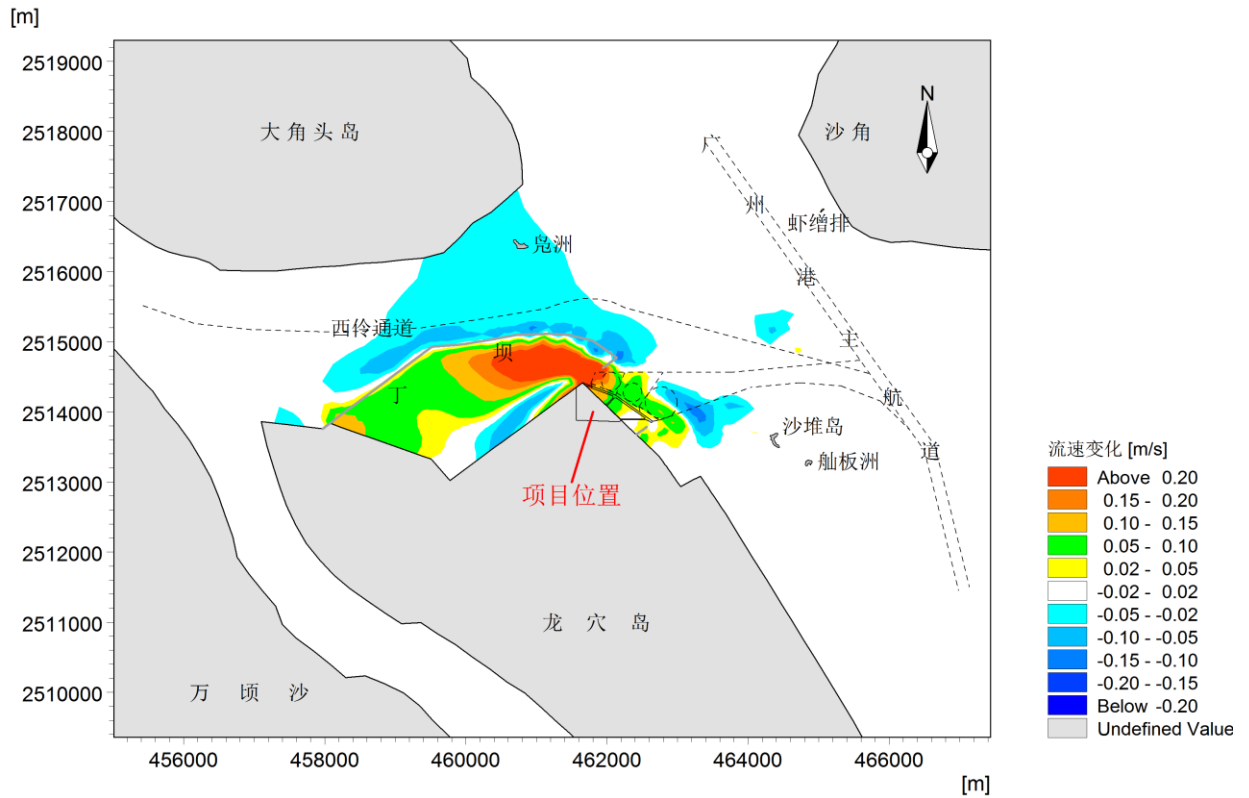 [m]
2519000
2518000
2517000
2516000
2515000
2514000
2513000
2512000
2511000
2510000
456000
458000
460000
462000
464000
466000
[m]
大角头岛
沙角
N
广
州
港
主
航
道
虾缯排
凫洲
西伶通道
坝
丁
沙堆岛
舢板洲
项目位置
龙穴岛
万顷沙
流速变化 [m/s]
Above 0.20
0.15 - 0.20
0.10 - 0.15
0.05 - 0.10
0.02 - 0.05
-0.02 - 0.02
-0.05 - -0.02
-0.10 - -0.05
-0.15 - -0.10
-0.20 - -0.15
Below -0.20
Undefined Value